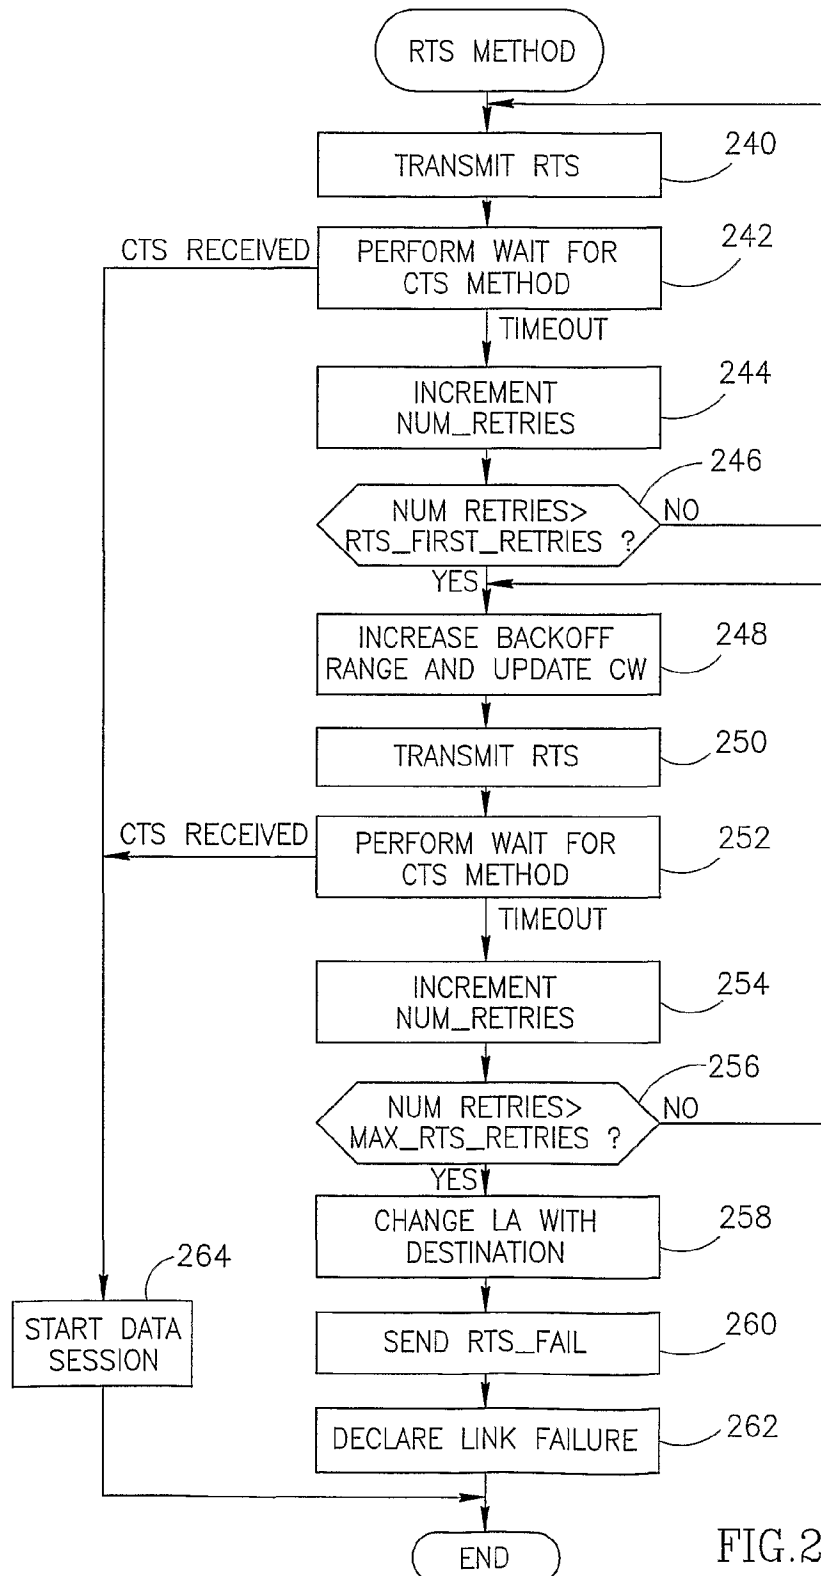 RTS METHOD
240
TRANSMIT RTS
CTS RECEIVED
242
PERFORM WAIT FOR
CTS METHOD
TIMEOUT
244
INCREMENT
NUM_RETRIES
246
NUM RETRIES>
RTS_FIRST_RETRIES ?
NO
YES
248
INCREASE BACKOFF
RANGE AND UPDATE CW
250
TRANSMIT RTS
CTS RECEIVED
252
PERFORM WAIT FOR
CTS METHOD
TIMEOUT
254
INCREMENT
NUM_RETRIES
256
NUM RETRIES>
MAX_RTS_RETRIES ?
NO
YES
258
CHANGE LA WITH
DESTINATION
264
START DATA
SESSION
260
SEND RTS_FAIL
262
DECLARE LINK FAILURE
END
FIG.2